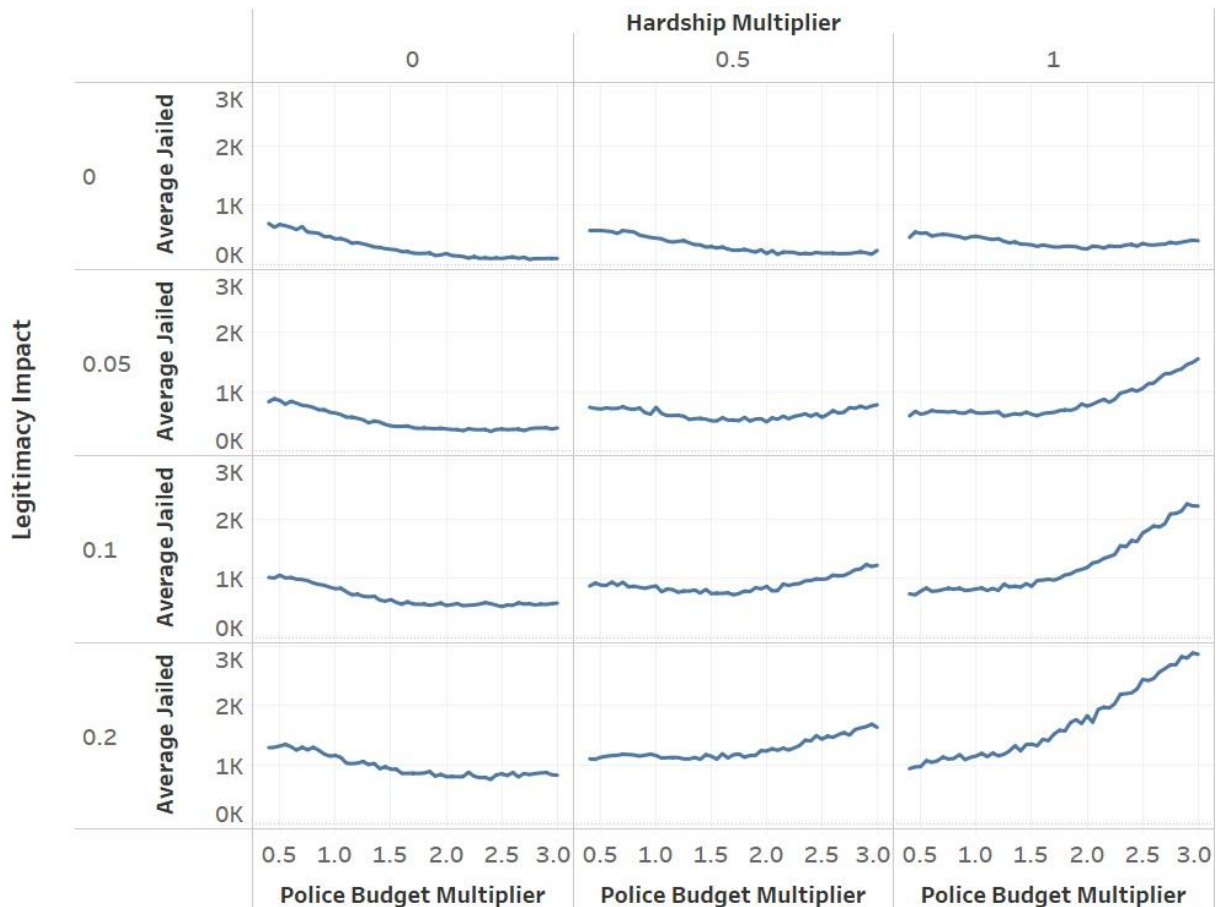 Hardship Multiplier
0 0.5 1
Legitimacy Impact
0
Average Jailed
3K
2K
1K
0K
0.05
Average Jailed
3K
2K
1K
0K
0.1
Average Jailed
3K
2K
1K
0K
0.2
Average Jailed
3K
2K
1K
0K
0.5 1.0 1.5 2.0 2.5 3.0 0.5 1.0 1.5 2.0 2.5 3.0 0.5 1.0 1.5 2.0 2.5 3.0
Police Budget Multiplier Police Budget Multiplier Police Budget Multiplier